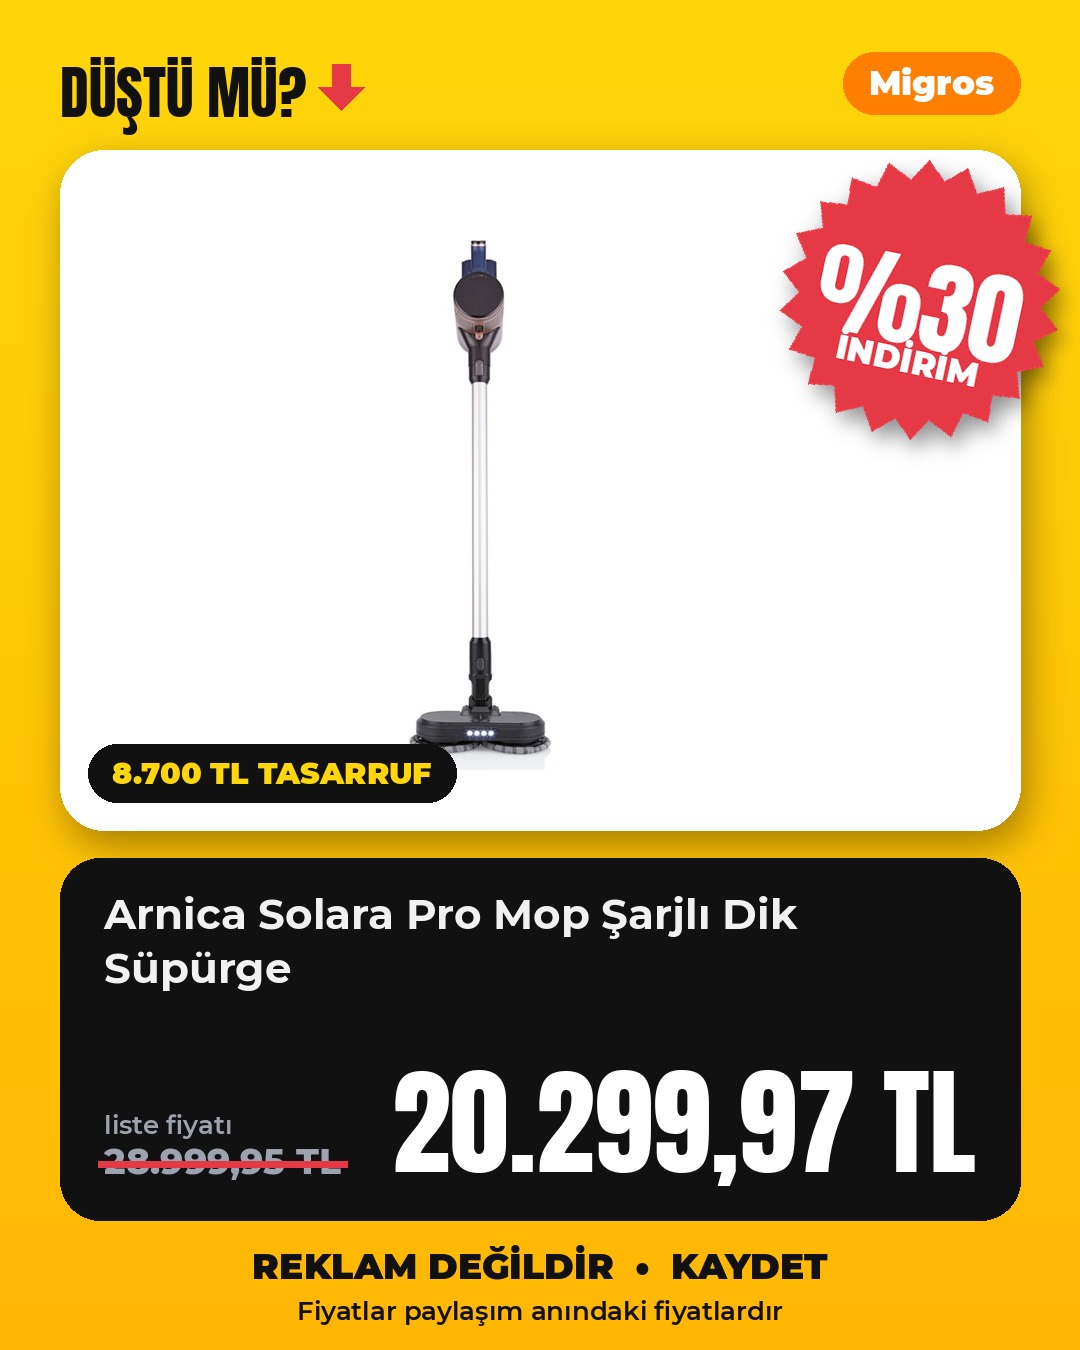 DÜŞTÜ MÜ?
Migros
%30
İNDİRİM
8.700 TL TASARRUF
Arnica Solara Pro Mop Şarjlı Dik
Süpürge
liste fiyatı
28.999,95 TL
20.299,97 TL
REKLAM DEĞİLDİR • KAYDET
Fiyatlar paylaşım anındaki fiyatlardır